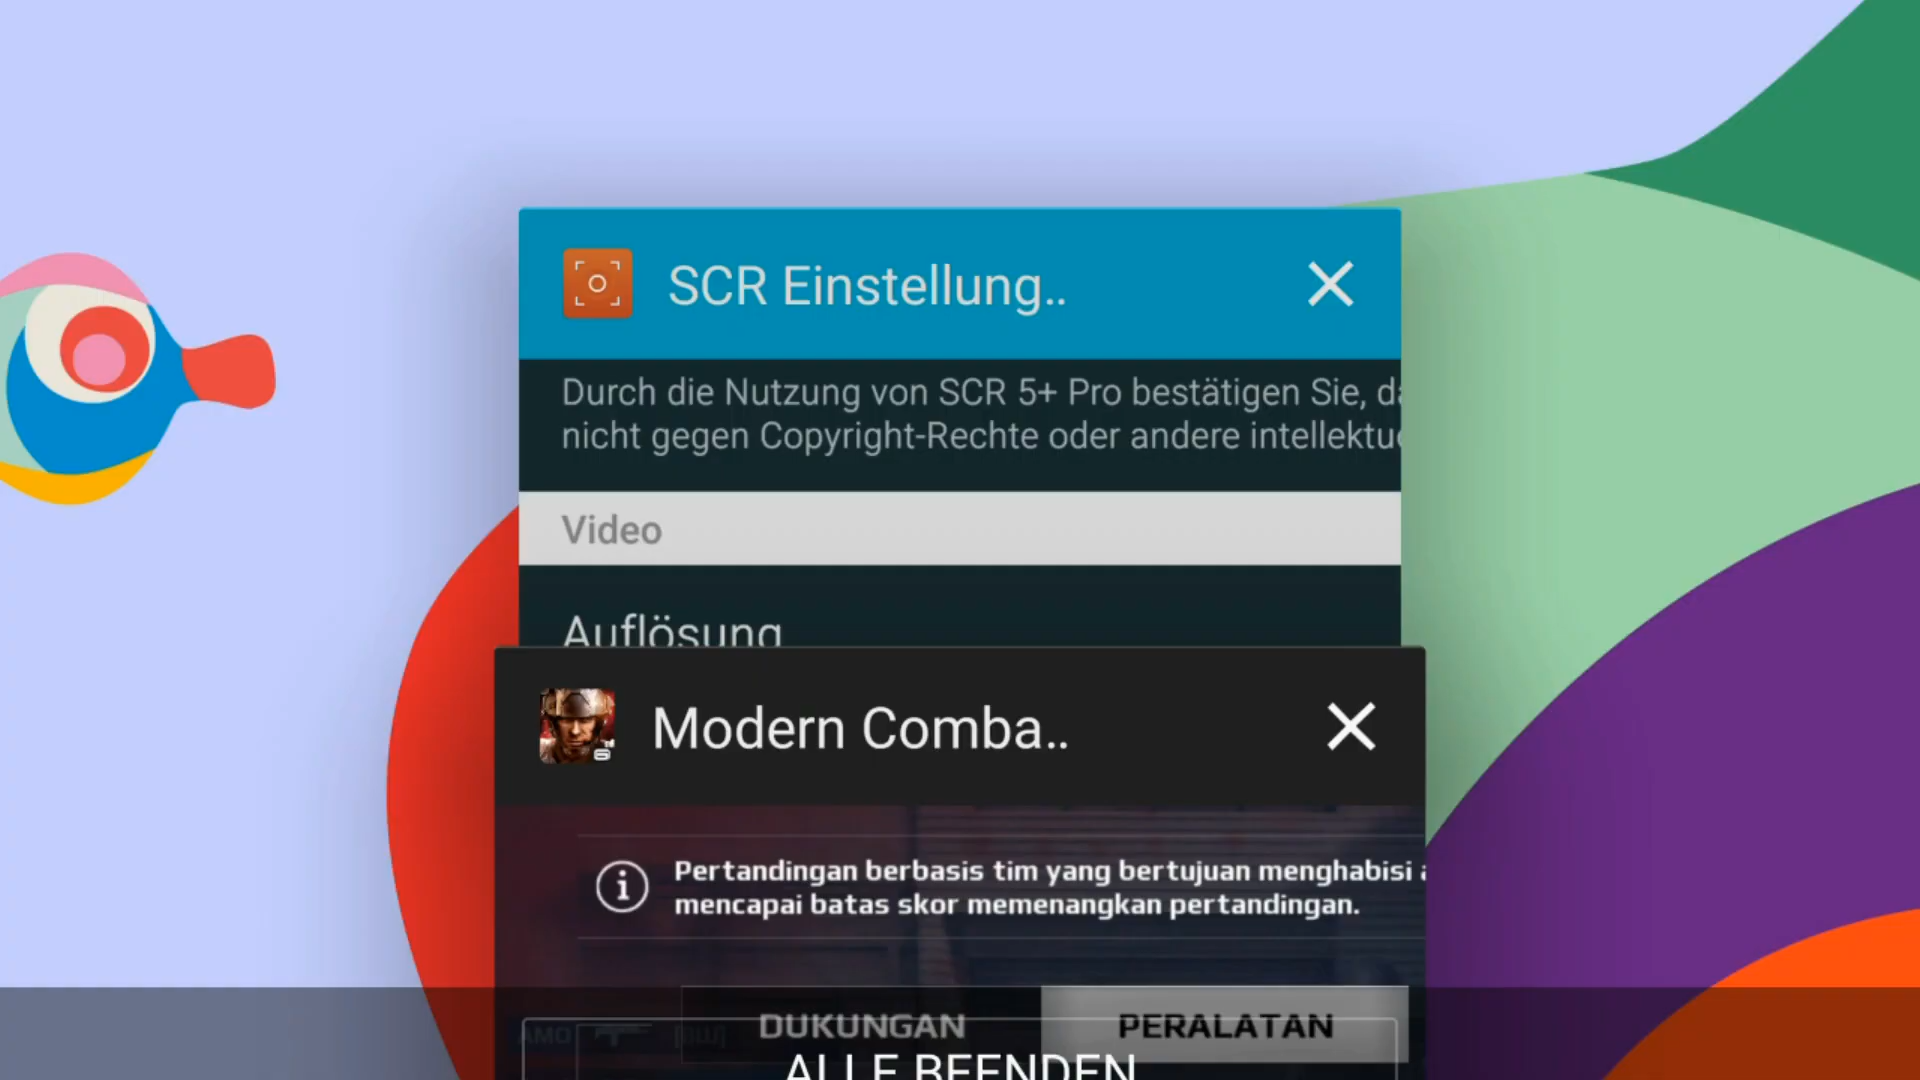 SCR Einstellung..
Durch die Nutzung von SCR 5+ Pro bestätigen Sie,
nicht gegen Copyright-Rechte oder andere
Video
Auflösung
Modern Comba..
Pertandingan berbasis tim yang bertujuan menghabisi
mencapai batas skor memenangkan pertandingan.
DUKUNGAN
PERALATAN
ALLE BEENDEN